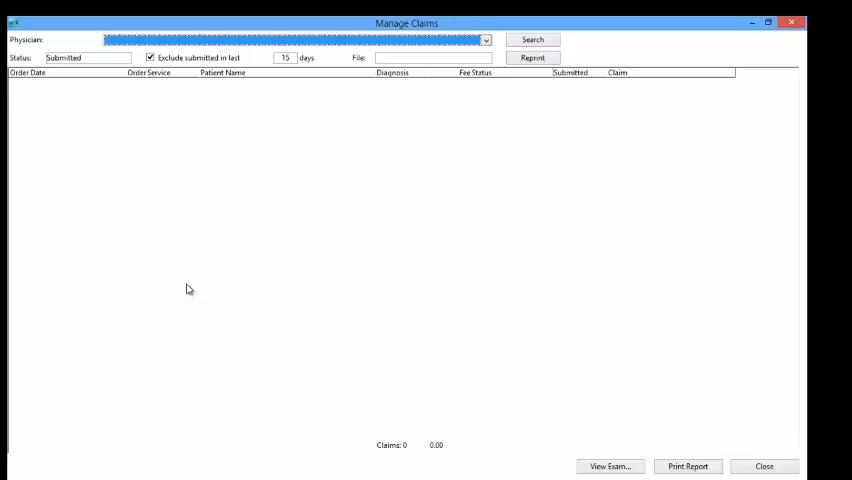 Manage Claims
Physician: Search
Status: Submitted Exclude submitted in last 15 days File: Reprint
Order Date Order Service Patient Name Diagnosis Fee Status Submitted Claim
Claims: 0 0.00
View Exam... Print Report Close